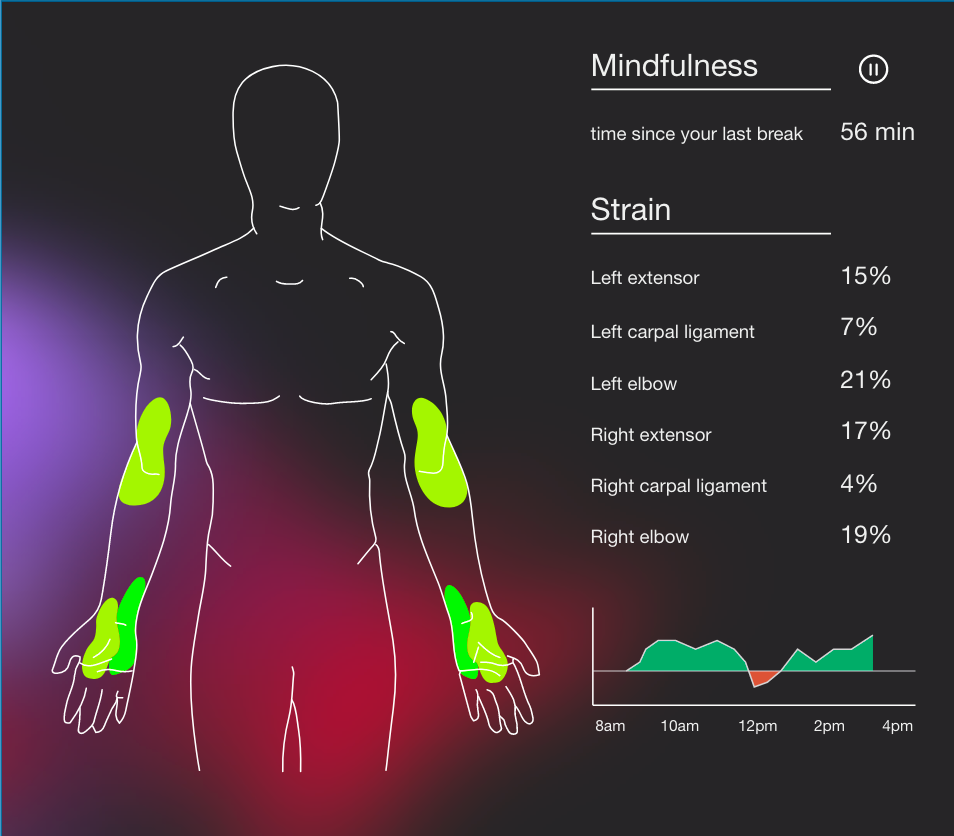 Mindfulness
time since your last break 56 min
Strain
Left extensor 15%
Left carpal ligament 7%
Left elbow 21%
Right extensor 17%
Right carpal ligament 4%
Right elbow 19%
8am 10am 12pm 2pm 4pm